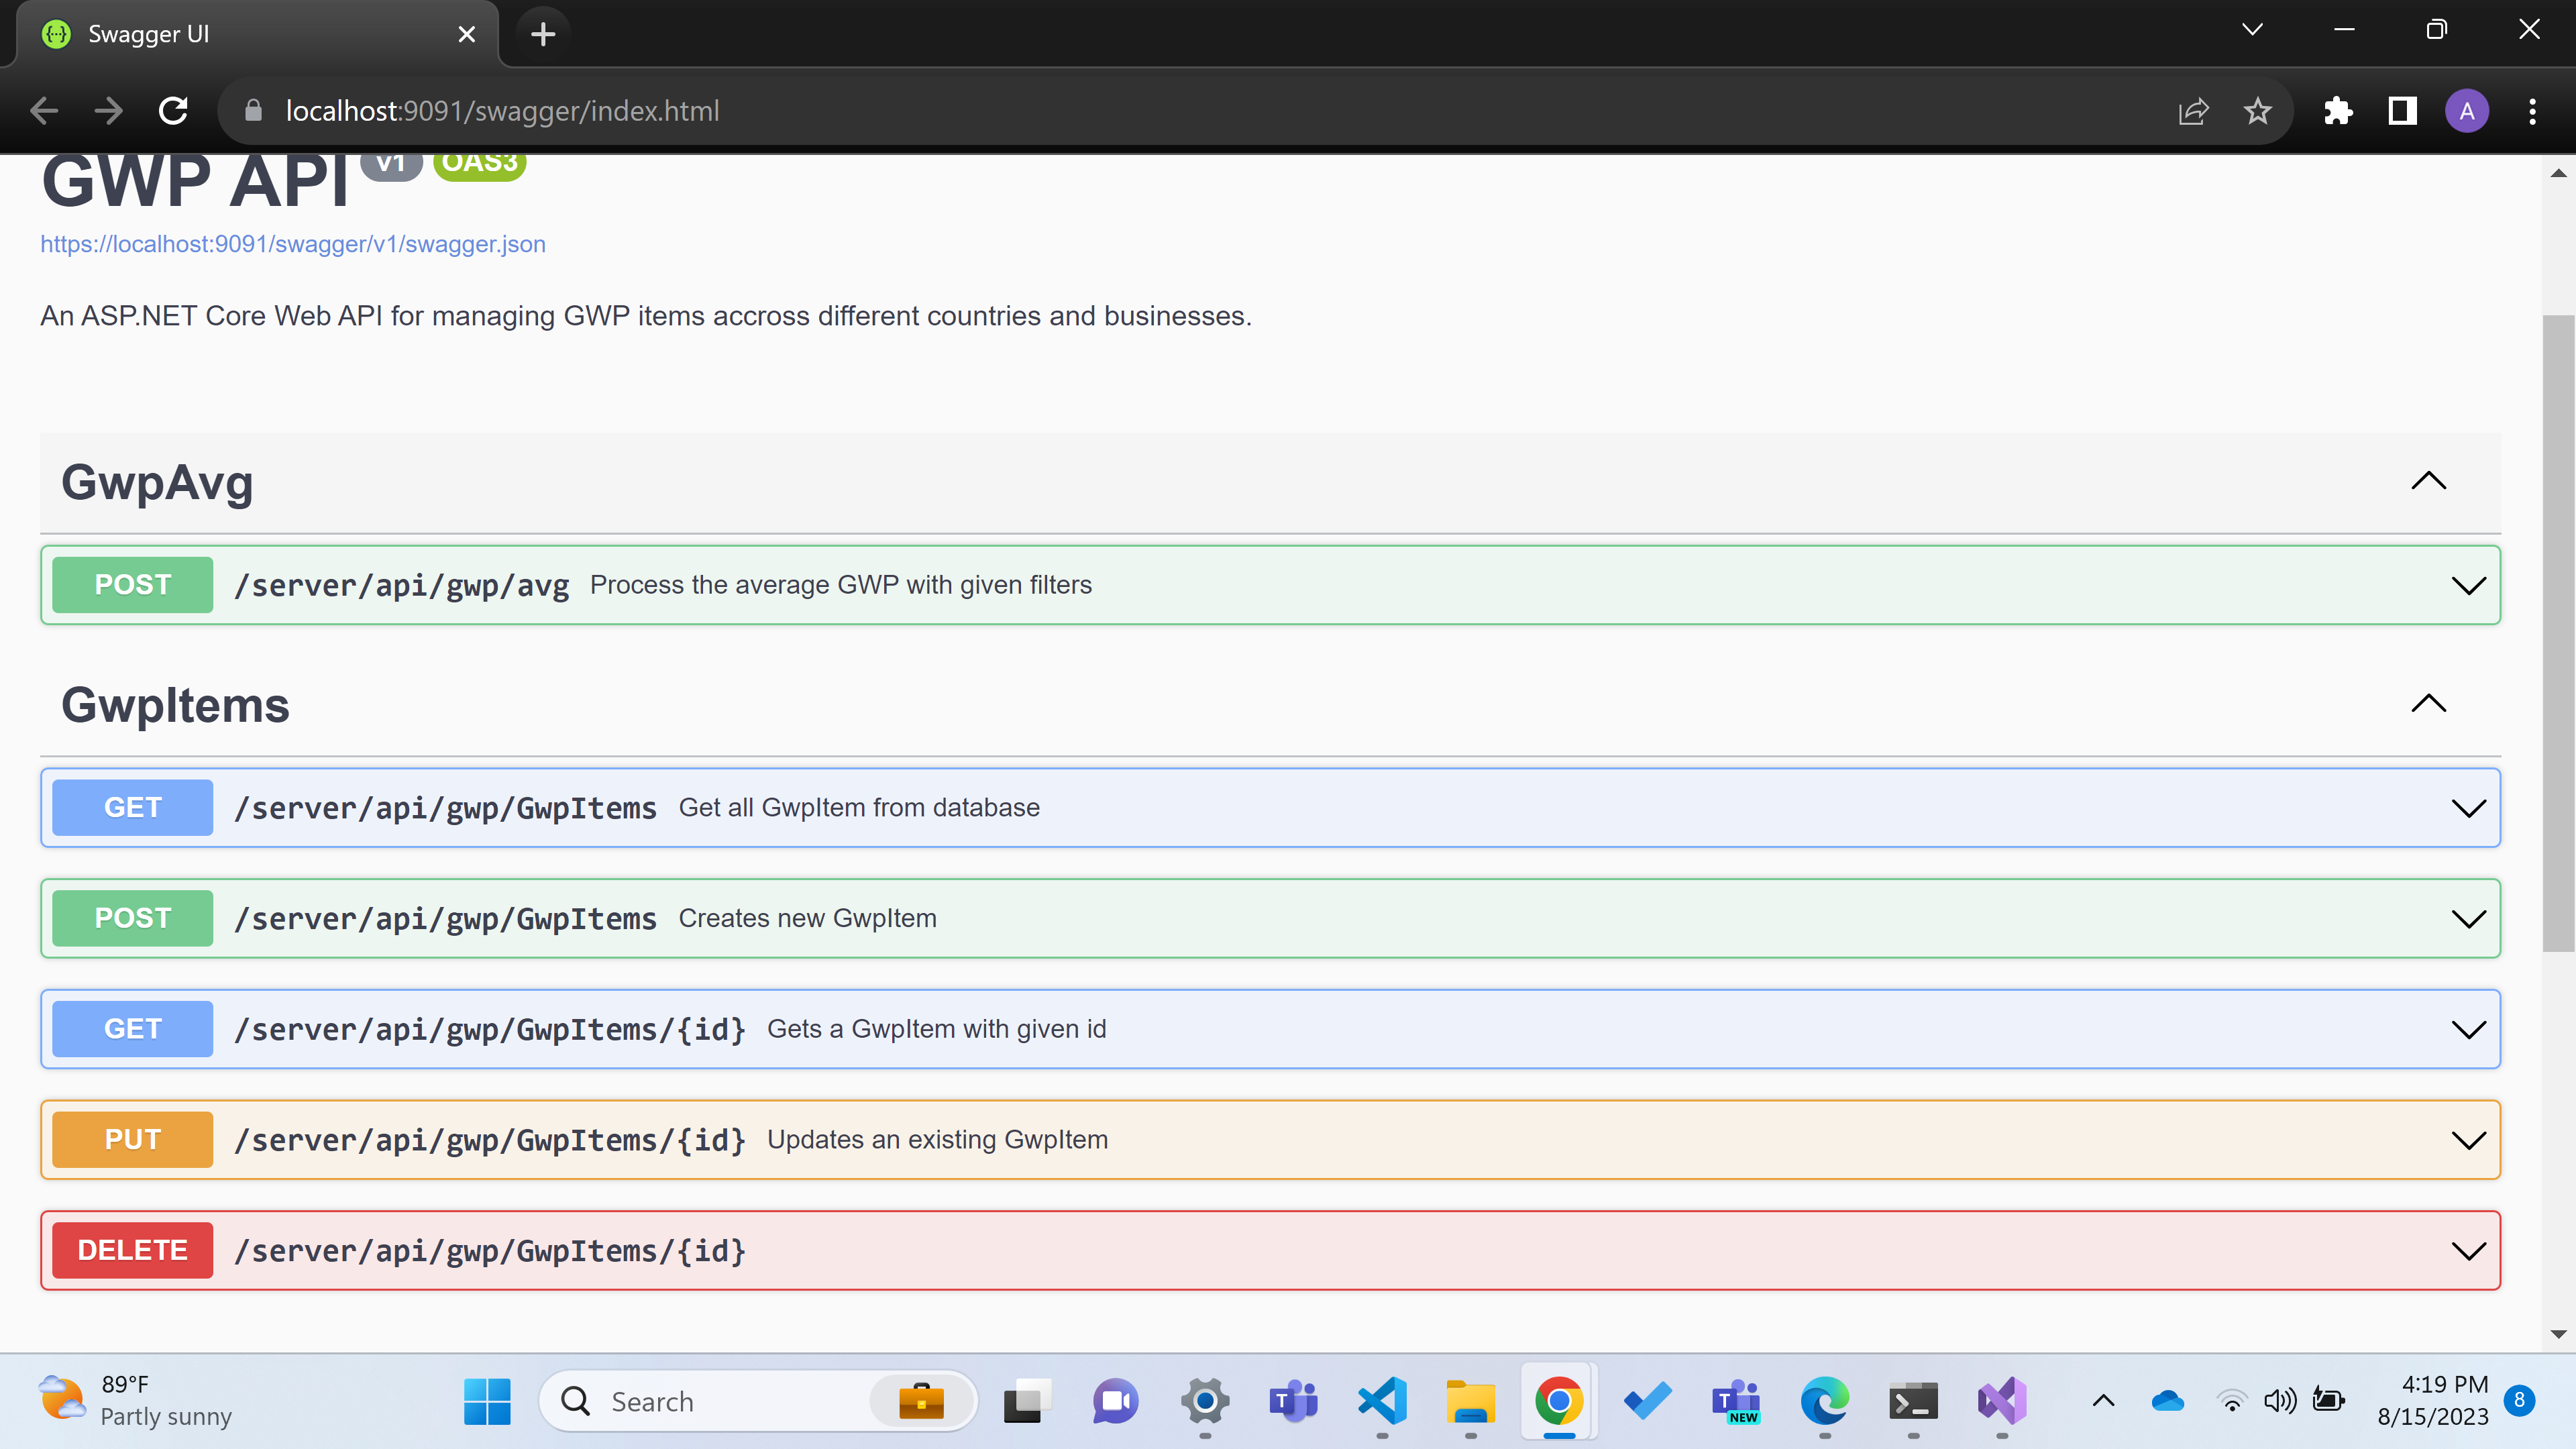 Swagger UI
localhost:9091/swagger/index.html
A
GWP API v1 OAS3
https://localhost:9091/swagger/v1/swagger.json
An ASP.NET Core Web API for managing GWP items accross different countries and businesses.
GwpAvg
POST /server/api/gwp/avg Process the average GWP with given filters
GwpItems
GET /server/api/gwp/GwpItems Get all GwpItem from database
POST /server/api/gwp/GwpItems Creates new GwpItem
GET /server/api/gwp/GwpItems/{id} Gets a GwpItem with given id
PUT /server/api/gwp/GwpItems/{id} Updates an existing GwpItem
DELETE /server/api/gwp/GwpItems/{id}
89°F
Partly sunny
Search
T
T
NEW
4:19 PM
8/15/2023
8